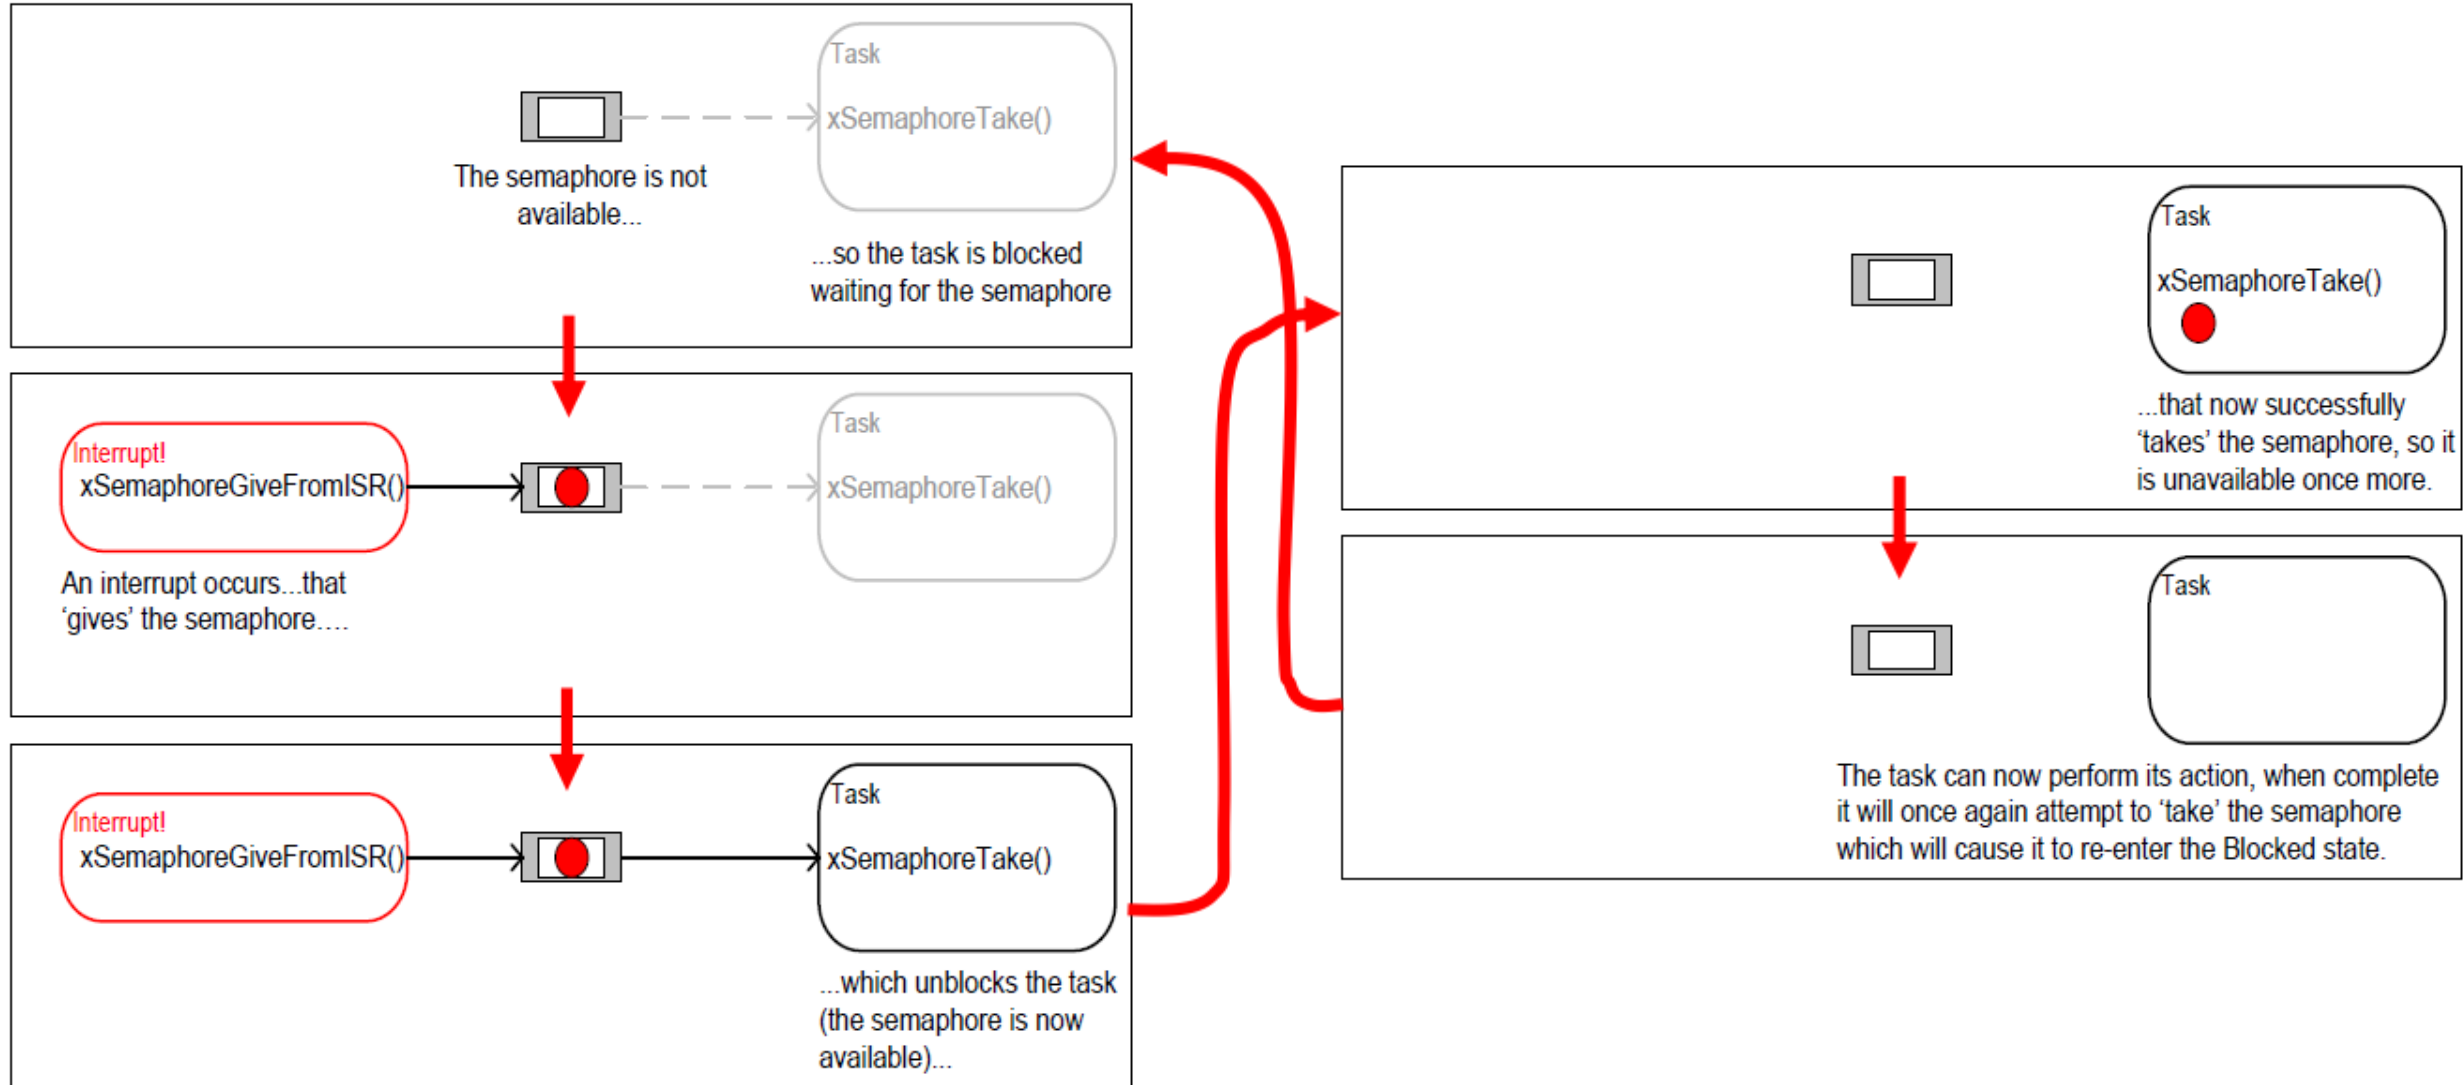 Task
xSemaphoreTake()
The semaphore is not
available...
...so the task is blocked
waiting for the semaphore
Interrupt!
xSemaphoreGiveFromISR()
Task
xSemaphoreTake()
An interrupt occurs...that
‘gives’ the semaphore....
Interrupt!
xSemaphoreGiveFromISR()
Task
xSemaphoreTake()
...which unblocks the task
(the semaphore is now
available)...
Task
xSemaphoreTake()
...that now successfully
‘takes’ the semaphore, so it
is unavailable once more.
Task
The task can now perform its action, when complete
it will once again attempt to ‘take’ the semaphore
which will cause it to re-enter the Blocked state.